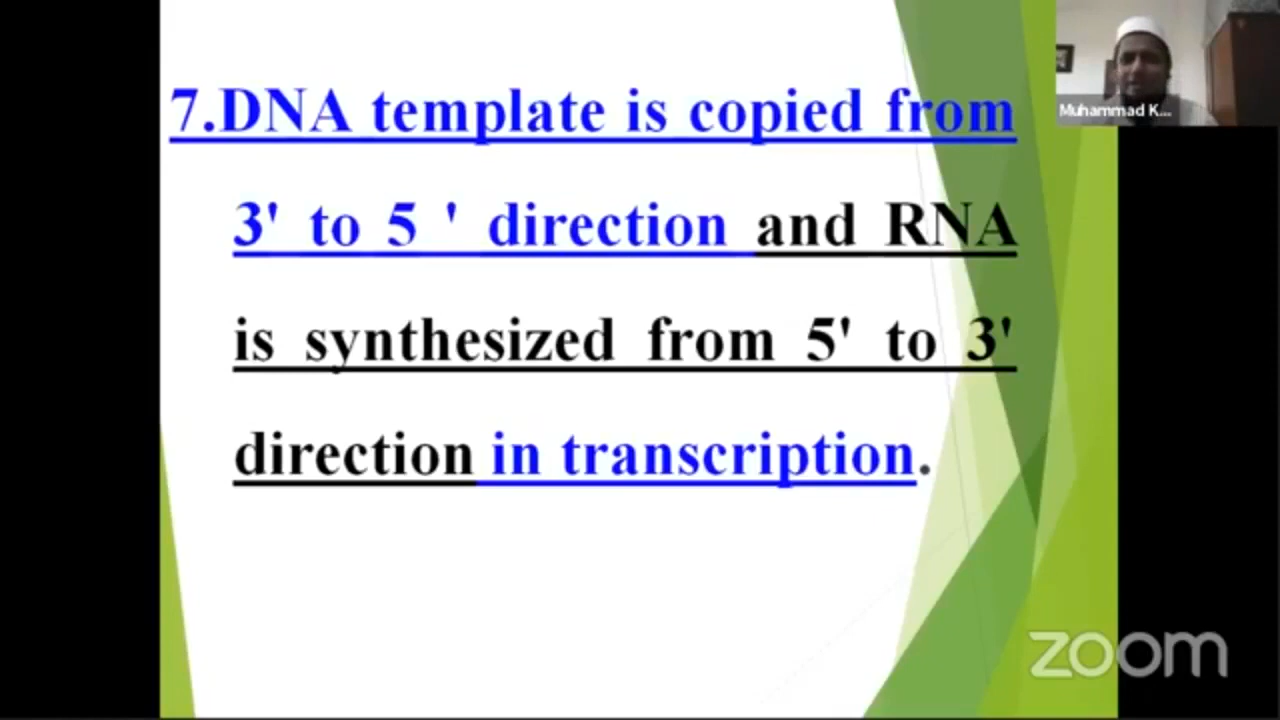 7.DNA template is copied from
3' to 5 ' direction and RNA
is synthesized from 5' to 3'
direction in transcription.
Muhammad K...
zoom